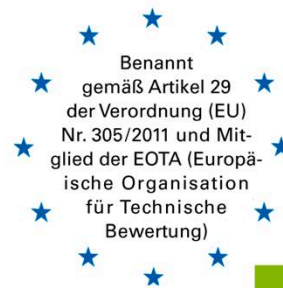 Benannt
gemäß Artikel 29
der Verordnung (EU)
Nr. 305/2011 und Mit-
glied der EOTA (Europä-
ische Organisation
für Technische
Bewertung)